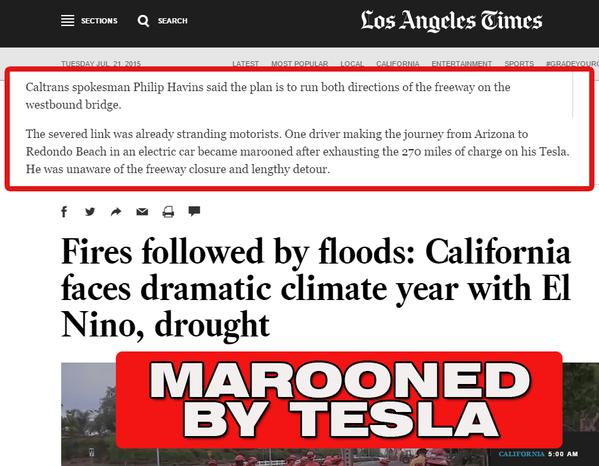 SECTIONS SEARCH Los Angeles Times
TUESDAY JUL. 21, 2015 LATEST MOST POPULAR LOCAL CALIFORNIA ENTERTAINMENT SPORTS
Caltrans spokesman Philip Havins said the plan is to run both directions of the freeway on the
westbound bridge.
The severed link was already stranding motorists. One driver making the journey from Arizona to
Redondo Beach in an electric car became marooned after exhausting the 270 miles of charge on his Tesla.
He was unaware of the freeway closure and lengthy detour.
Fires followed by floods: California
faces dramatic climate year with El
Nino, drought
MAROONED
BY TESLA
CALIFORNIA 5:00 AM